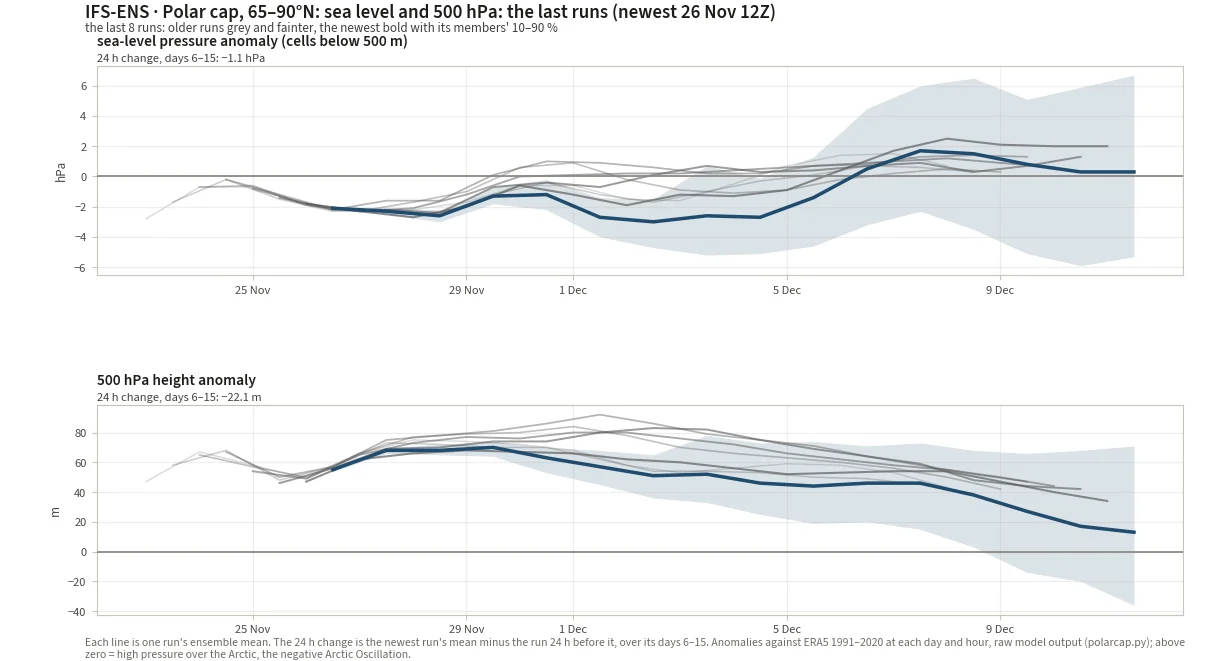 IFS-ENS · Polar cap, 65–90°N: sea level and 500 hPa: the last runs (newest 26 Nov 12Z)
the last 8 runs: older runs grey and fainter, the newest bold with its members' 10–90 %
sea-level pressure anomaly (cells below 500 m)
24 h change, days 6–15: −1.1 hPa
6
4
2
0
−2
−4
−6
hPa
25 Nov
29 Nov
1 Dec
5 Dec
9 Dec
500 hPa height anomaly
24 h change, days 6–15: −22.1 m
80
60
40
20
0
−20
−40
m
25 Nov
29 Nov
1 Dec
5 Dec
9 Dec
Each line is one run's ensemble mean. The 24 h change is the newest run's mean minus the run 24 h before it, over its days 6–15. Anomalies against ERA5 1991–2020 at each day and hour, raw model output (polarcap.py); above
zero = high pressure over the Arctic, the negative Arctic Oscillation.